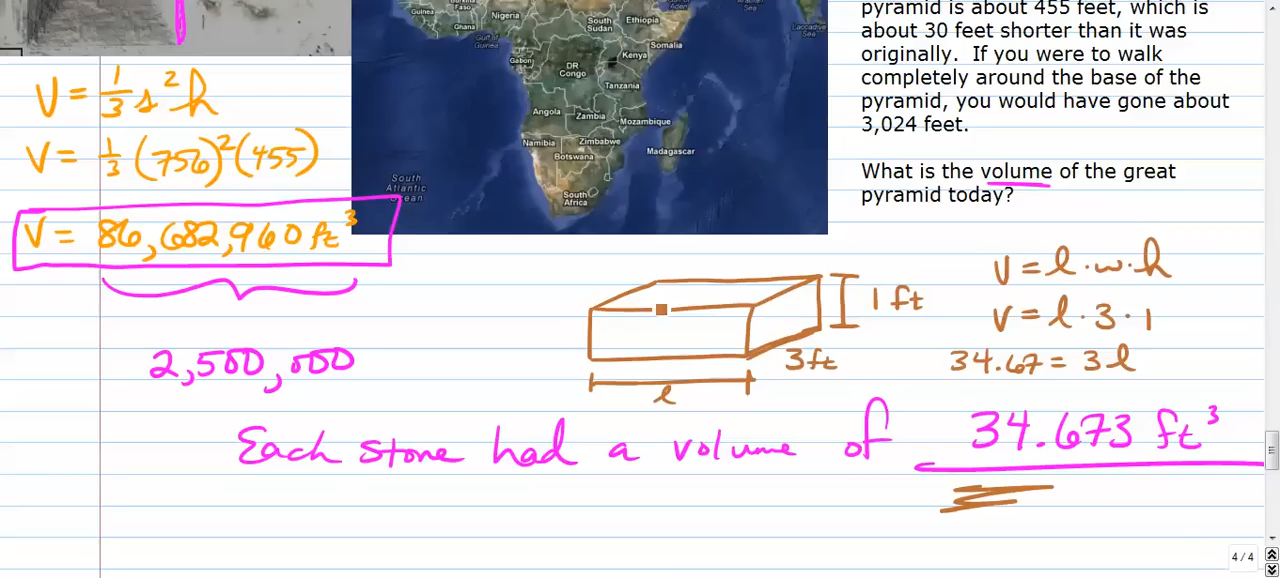 pyramid is about 455 feet, which is
about 30 feet shorter than it was
originally. If you were to walk
completely around the base of the
pyramid, you would have gone about
3,024 feet.
What is the volume of the great
pyramid today?
V = 1/3 s²h
V = 1/3 (756)²(455)
V = 86,682,960 ft³
2,500,000
Nigeria
Ghana
Gulf of
Guinea
South
Sudan
Ethiopia
Somalia
Gabon
DR
Congo
Kenya
Tanzania
Angola
Zambia
Mozambique
Namibia
Zimbabwe
Botswana
Madagascar
South
Africa
South
Atlantic
Ocean
Laccadive
Sea
1 ft
3ft
l
V = l · w · h
V = l · 3 · 1
34.67 = 3l
Each stone had a volume of 34.673 ft³
4 / 4